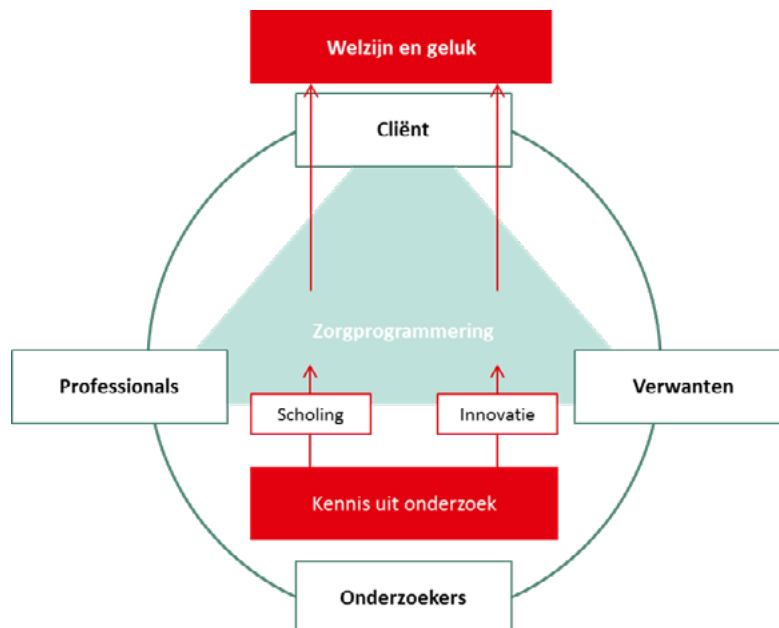 Welzijn en geluk
Cliënt
Zorgprogrammering
Professionals
Verwanten
Scholing
Innovatie
Kennis uit onderzoek
Onderzoekers